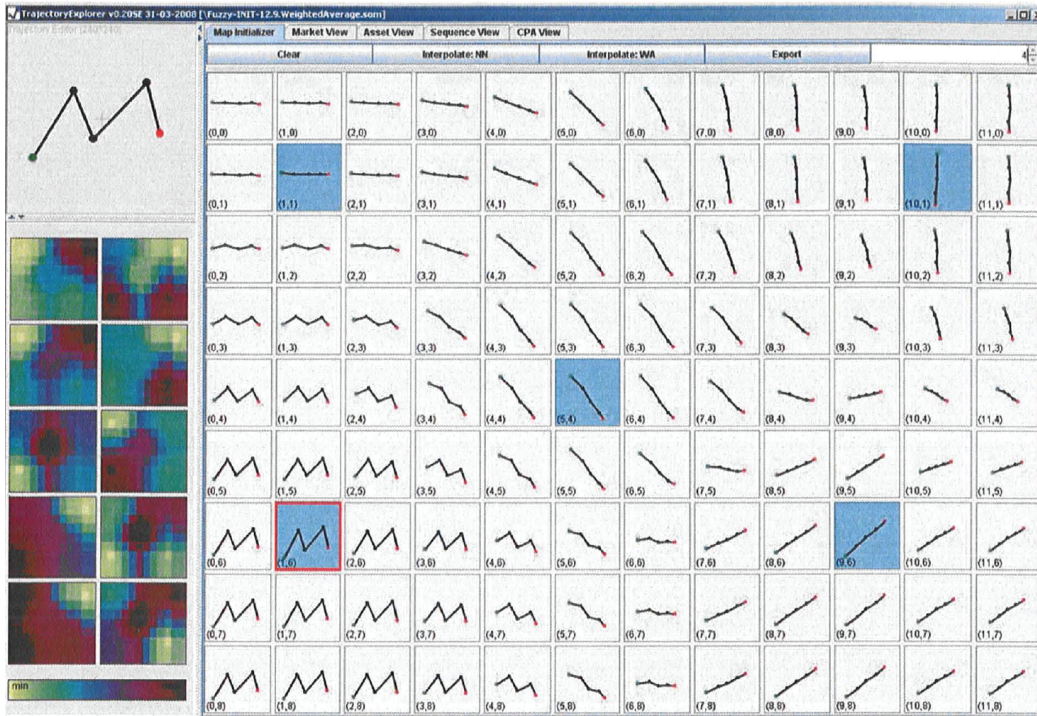 TrajectoryExplorer v0.20SE 31-03-2008 [\Fuzzy-INIT-12.9.WeightedAverage.som]
Trajectory Editor (240*240)
Map Initializer Market View Asset View Sequence View CPA View
Clear Interpolate: NN Interpolate: WA Export 4
(0,0) (1,0) (2,0) (3,0) (4,0) (5,0) (6,0) (7,0) (8,0) (9,0) (10,0) (11,0)
(0,1) (1,1) (2,1) (3,1) (4,1) (5,1) (6,1) (7,1) (8,1) (9,1) (10,1) (11,1)
(0,2) (1,2) (2,2) (3,2) (4,2) (5,2) (6,2) (7,2) (8,2) (9,2) (10,2) (11,2)
(0,3) (1,3) (2,3) (3,3) (4,3) (5,3) (6,3) (7,3) (8,3) (9,3) (10,3) (11,3)
(0,4) (1,4) (2,4) (3,4) (4,4) (5,4) (6,4) (7,4) (8,4) (9,4) (10,4) (11,4)
(0,5) (1,5) (2,5) (3,5) (4,5) (5,5) (6,5) (7,5) (8,5) (9,5) (10,5) (11,5)
(0,6) (1,6) (2,6) (3,6) (4,6) (5,6) (6,6) (7,6) (8,6) (9,6) (10,6) (11,6)
(0,7) (1,7) (2,7) (3,7) (4,7) (5,7) (6,7) (7,7) (8,7) (9,7) (10,7) (11,7)
(0,8) (1,8) (2,8) (3,8) (4,8) (5,8) (6,8) (7,8) (8,8) (9,8) (10,8) (11,8)
min